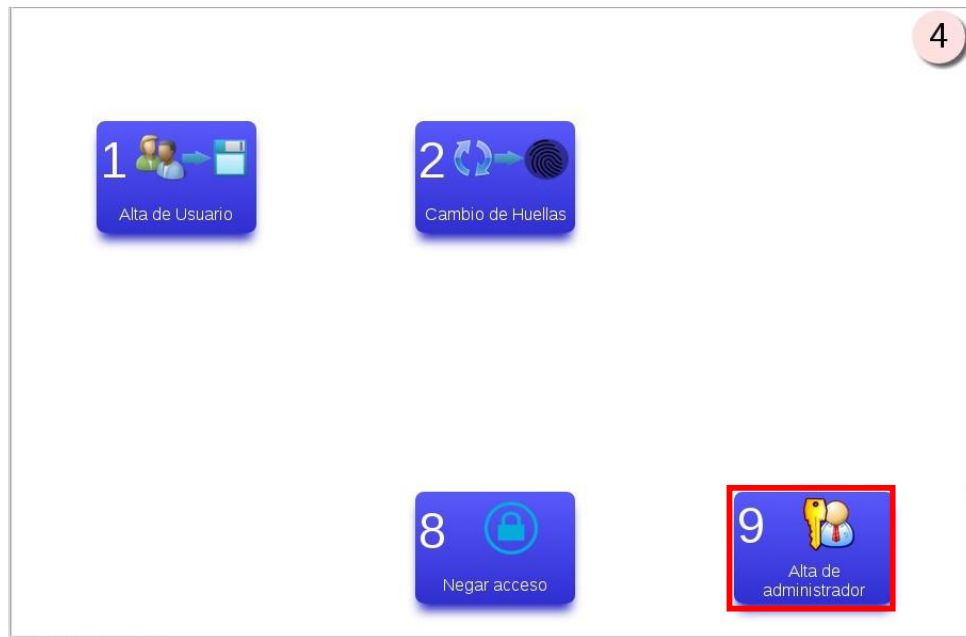 4
1
Alta de Usuario
2
Cambio de Huellas
8
Negar acceso
9
Alta de
administrador